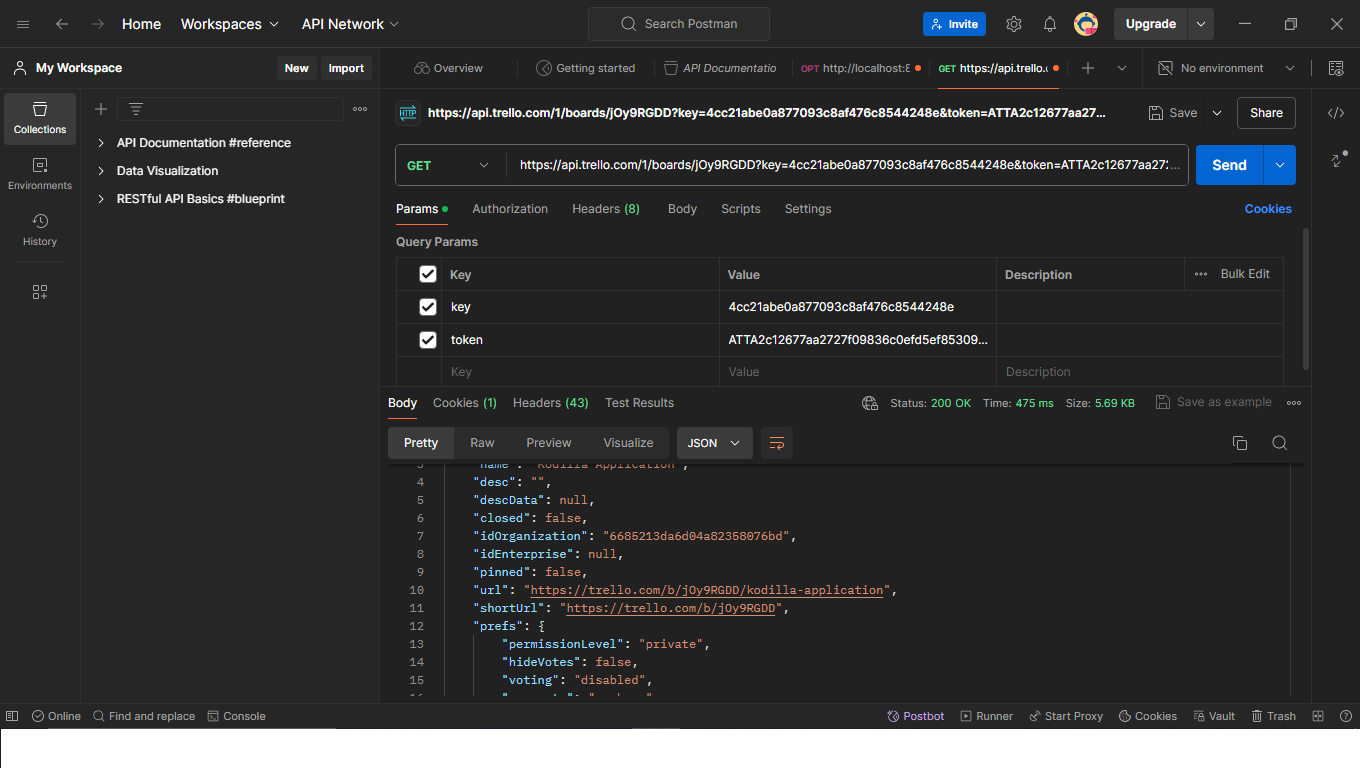 Home Workspaces API Network Search Postman Invite Upgrade
My Workspace New Import Overview Getting started API Documentatio OPT http://localhost:8 GET https://api.trello.c No environment
Collections
Environments
History
API Documentation #reference
Data Visualization
RESTful API Basics #blueprint
HTTP https://api.trello.com/1/boards/jOy9RGDD?key=4cc21abe0a877093c8af476c8544248e&token=ATTA2c12677aa27... Save Share
GET https://api.trello.com/1/boards/jOy9RGDD?key=4cc21abe0a877093c8af476c8544248e&token=ATTA2c12677aa272... Send
Params Authorization Headers (8) Body Scripts Settings Cookies
Query Params
Key Value Description Bulk Edit
key 4cc21abe0a877093c8af476c8544248e
token ATTA2c12677aa2727f09836c0efd5ef85309...
Key Value Description
Body Cookies (1) Headers (43) Test Results Status: 200 OK Time: 475 ms Size: 5.69 KB Save as example
Pretty Raw Preview Visualize JSON
3 "name": "Kodilla Application",
4 "desc": "",
5 "descData": null,
6 "closed": false,
7 "idOrganization": "6685213da6d04a82358076bd",
8 "idEnterprise": null,
9 "pinned": false,
10 "url": "https://trello.com/b/jOy9RGDD/kodilla-application",
11 "shortUrl": "https://trello.com/b/jOy9RGDD",
12 "prefs": {
13 "permissionLevel": "private",
14 "hideVotes": false,
15 "voting": "disabled",
Online Find and replace Console Postbot Runner Start Proxy Cookies Vault Trash